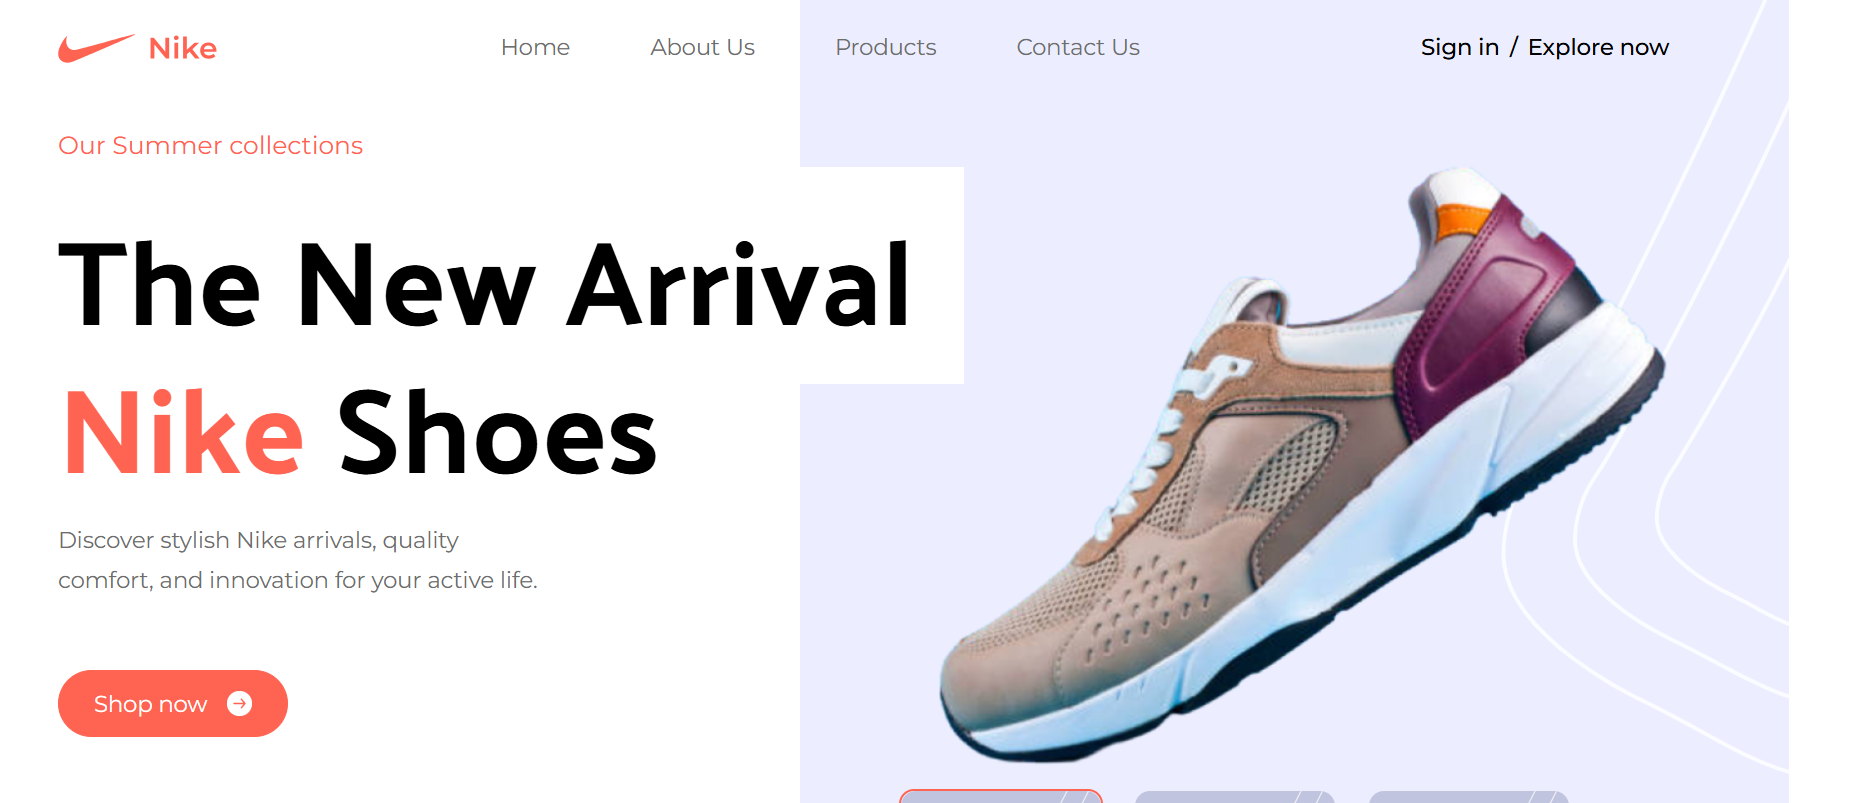 Nike
Home
About Us
Products
Contact Us
Sign in / Explore now
Our Summer collections
The New Arrival
Nike Shoes
Discover stylish Nike arrivals, quality
comfort, and innovation for your active life.
Shop now